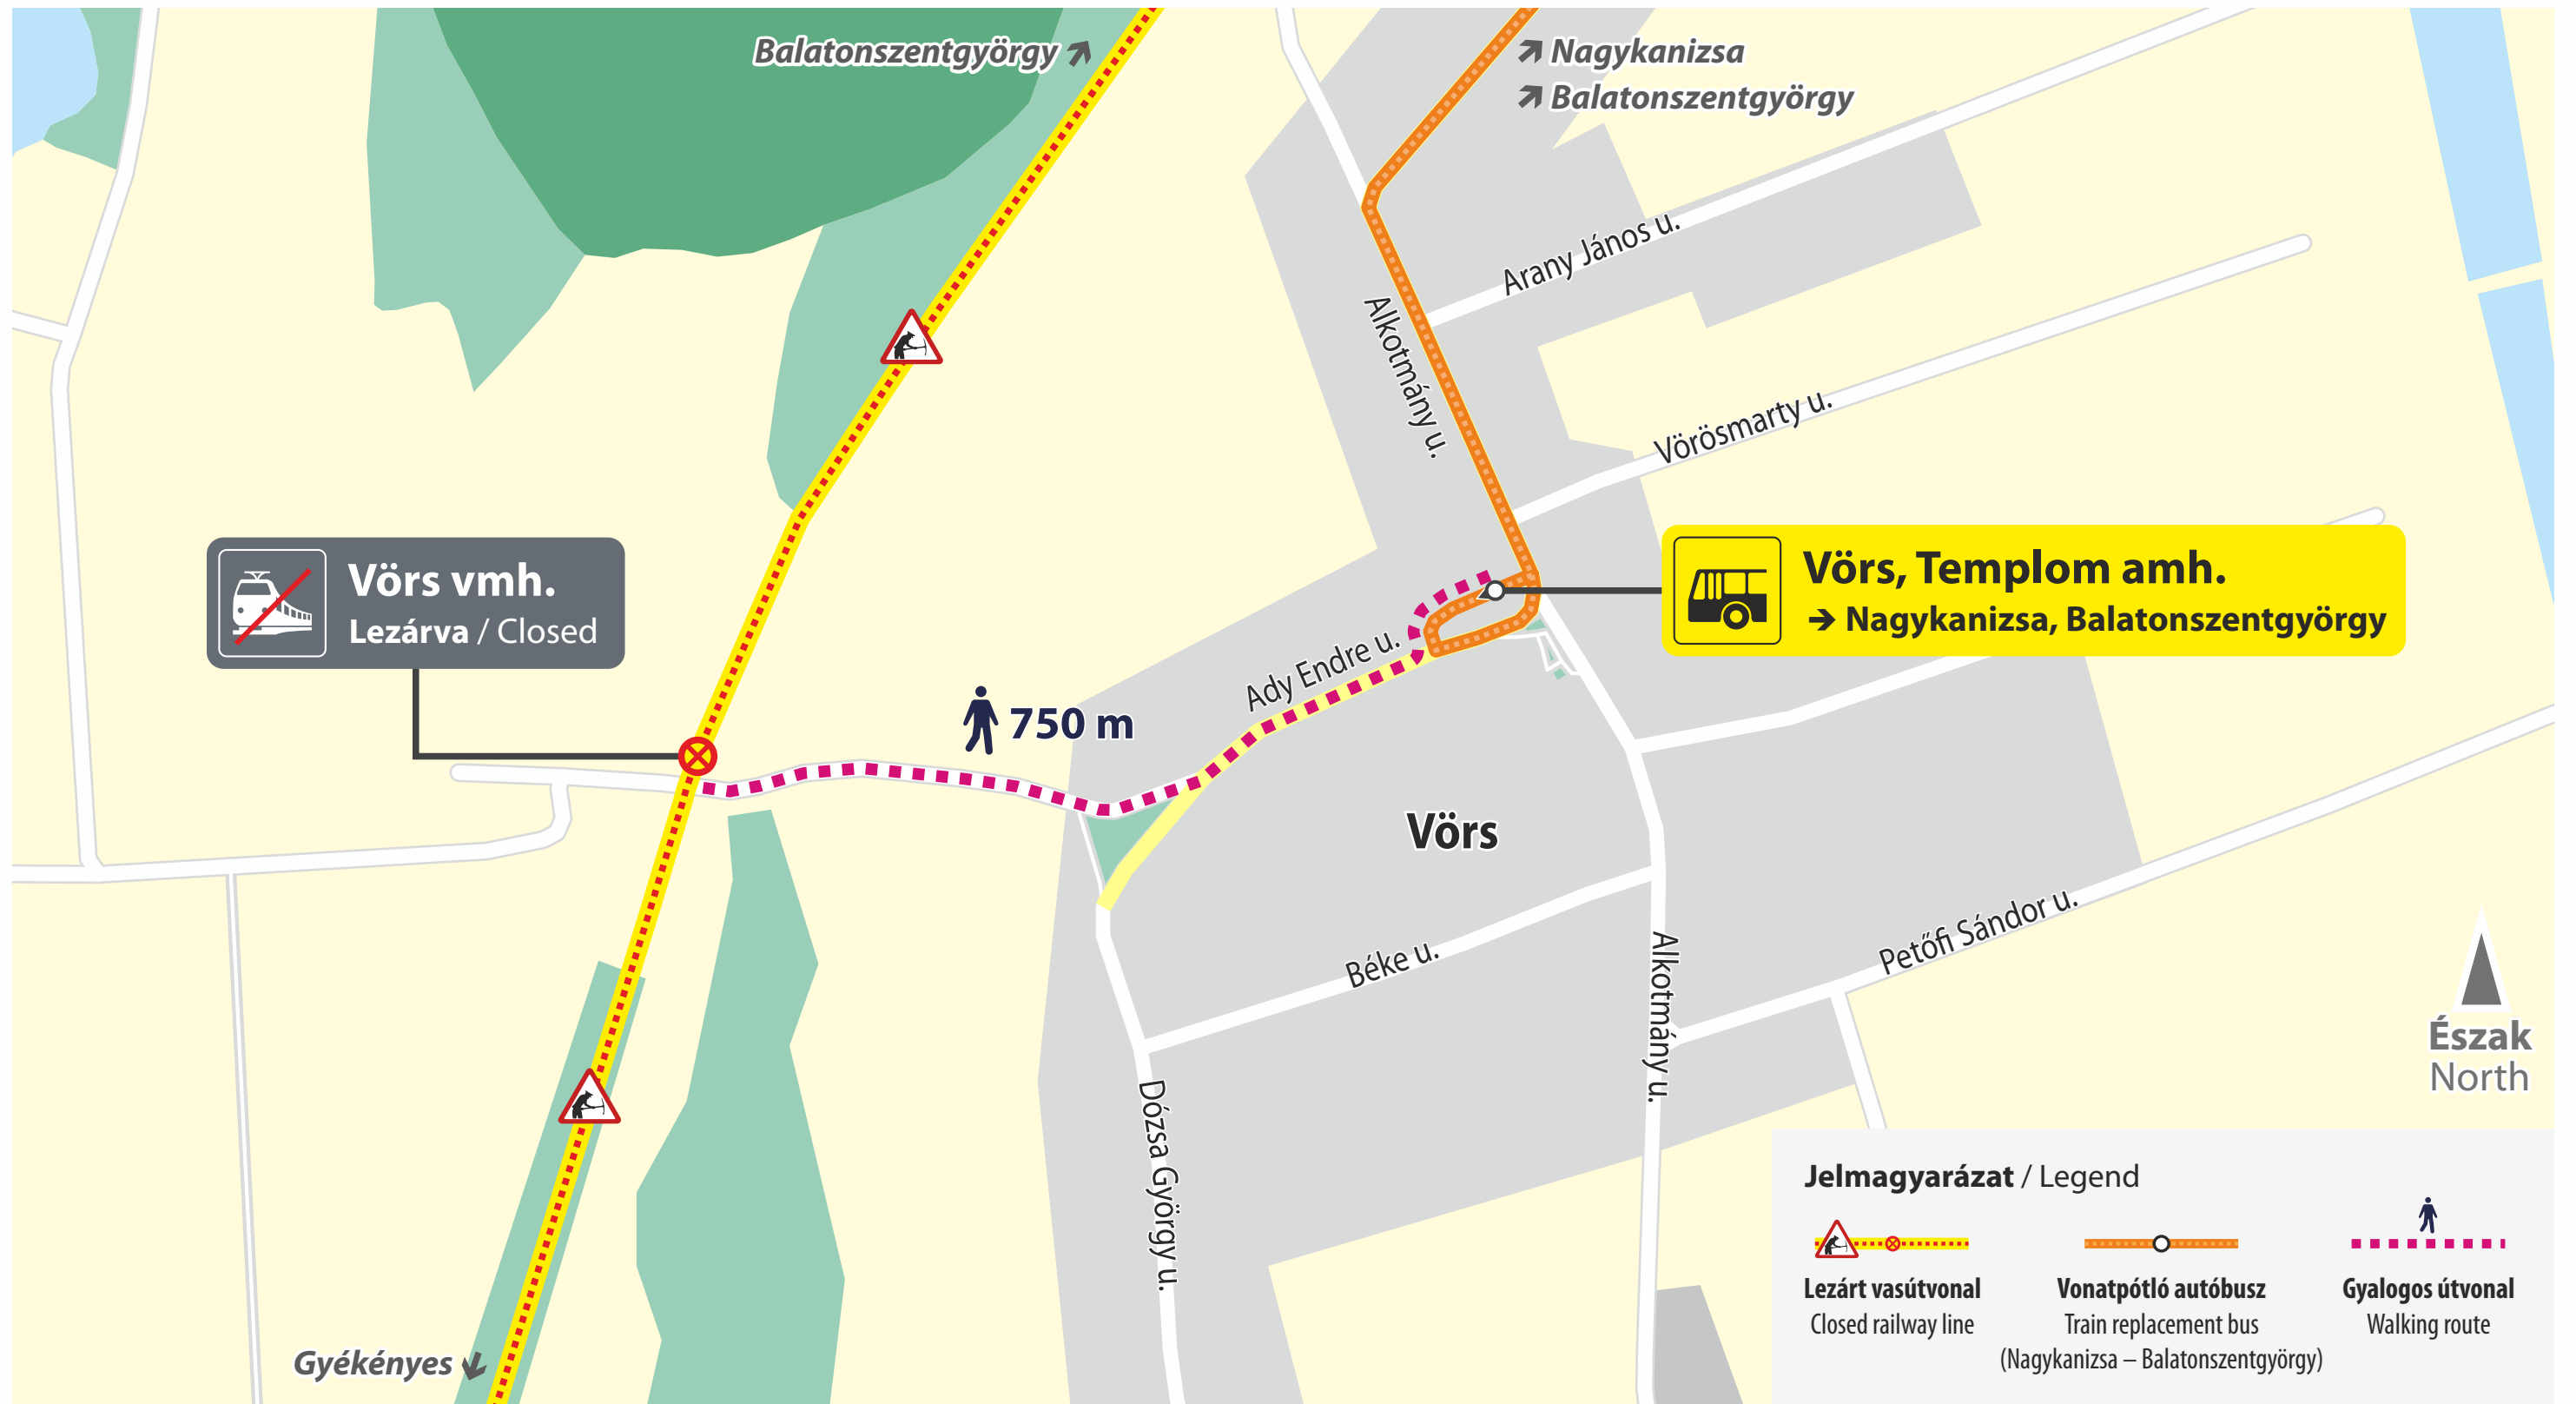 Balatonszentgyörgy
Nagykanizsa
Balatonszentgyörgy
Arany János u.
Alkotmány u.
Vörösmarty u.
Vörs vmh.
Lezárva / Closed
Vörs, Templom amh.
➔ Nagykanizsa, Balatonszentgyörgy
Ady Endre u.
750 m
Vörs
Béke u.
Alkotmány u.
Petőfi Sándor u.
Észak
North
Dózsa György u.
Gyékényes
Jelmagyarázat / Legend
Lezárt vasútvonal
Closed railway line
Vonatpótló autóbusz
Train replacement bus
(Nagykanizsa – Balatonszentgyörgy)
Gyalogos útvonal
Walking route